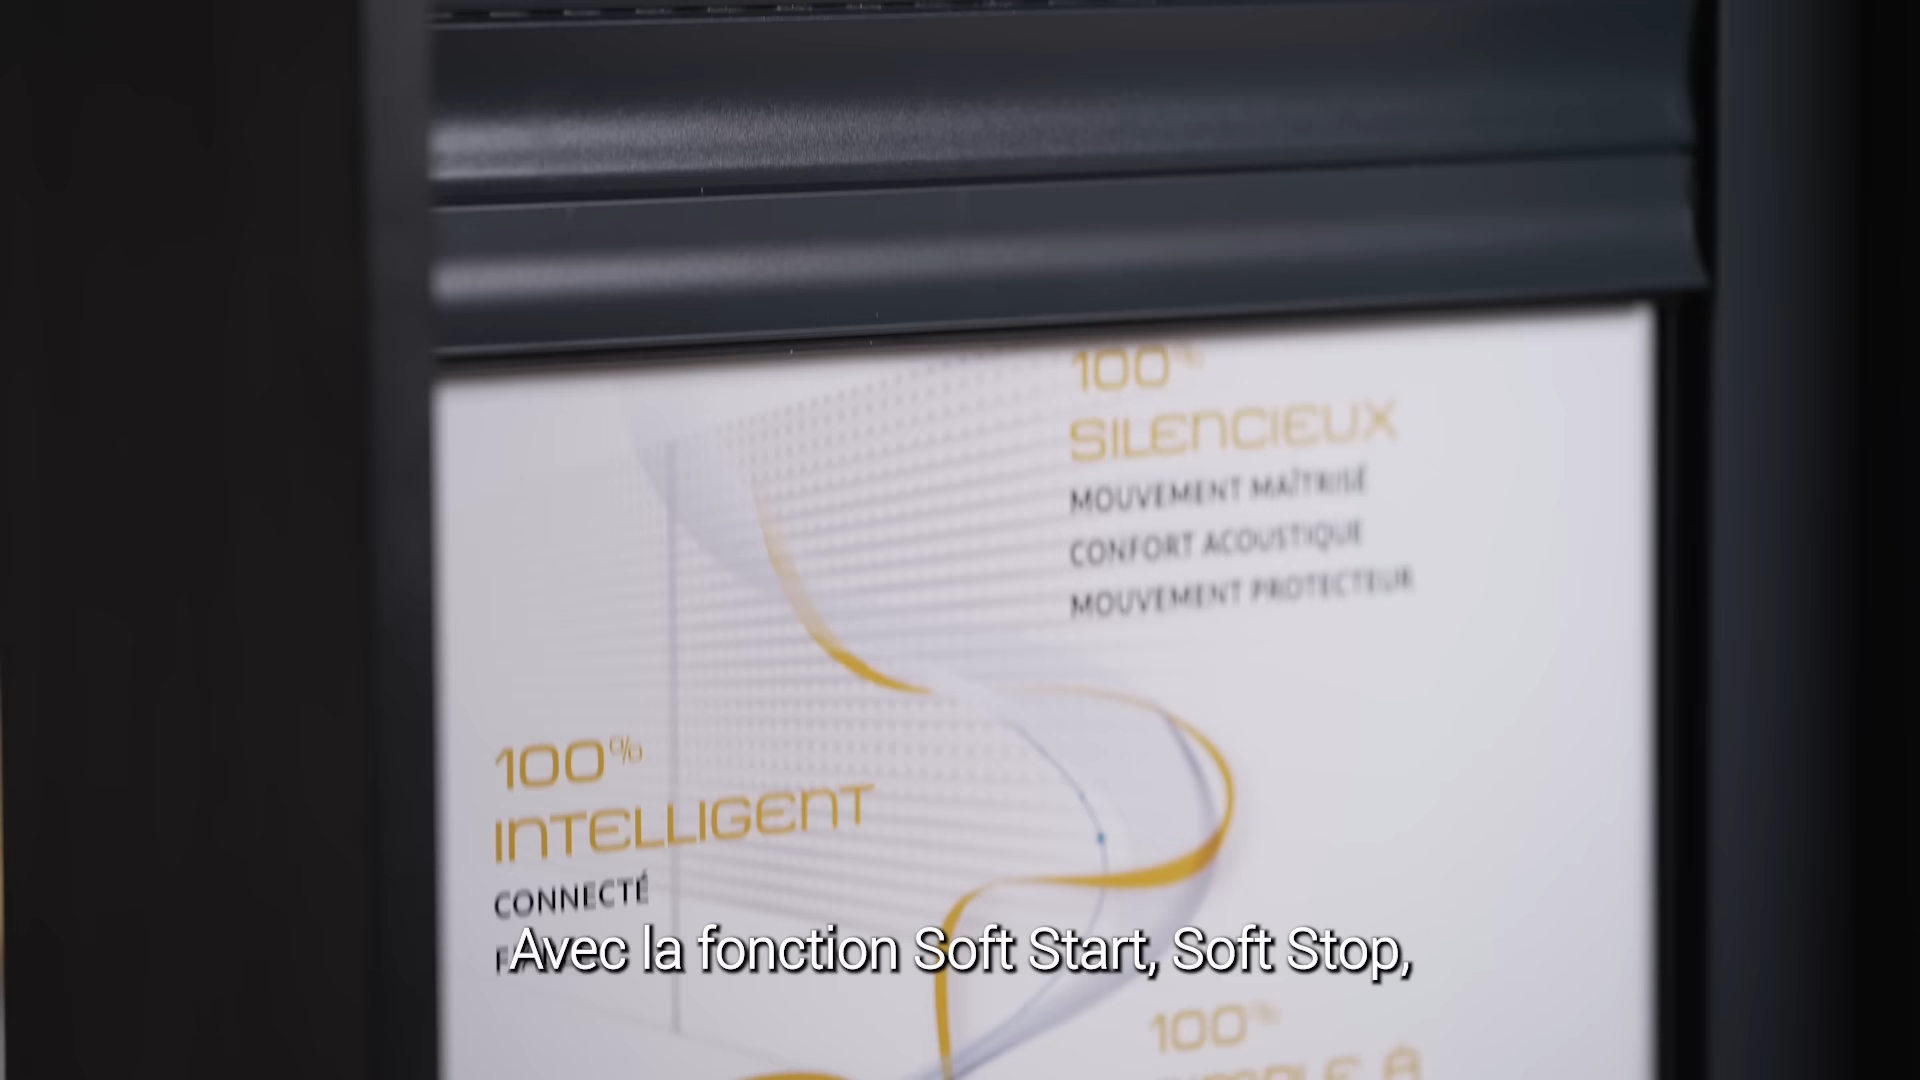 100%
SILENCIEUX
MOUVEMENT MAÎTRISÉ
CONFORT ACOUSTIQUE
MOUVEMENT PROTECTEUR
100%
INTELLIGENT
CONNECTÉ
Avec la fonction Soft Start, Soft Stop,
100%
À